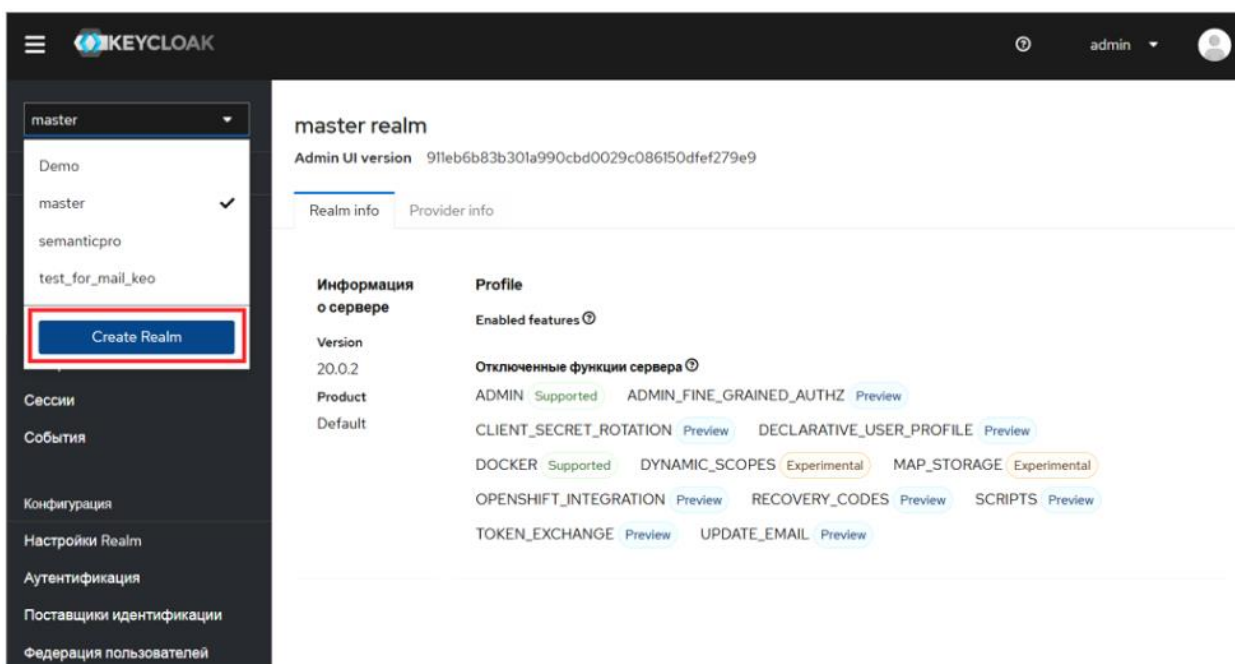 KEYCLOAK
admin
master
Demo
master
semanticpro
test_for_mail_keo
Create Realm
Сессии
События
Конфигурация
Настройки Realm
Аутентификация
Поставщики идентификации
Федерация пользователей
master realm
Admin UI version 911eb6b83b301a990cbd0029c086150dfef279e9
Realm info Provider info
Информация
о сервере
Version
20.0.2
Product
Default
Profile
Enabled features
Отключенные функции сервера
ADMIN Supported ADMIN_FINE_GRAINED_AUTHZ Preview
CLIENT_SECRET_ROTATION Preview DECLARATIVE_USER_PROFILE Preview
DOCKER Supported DYNAMIC_SCOPES Experimental MAP_STORAGE Experimental
OPENSHIFT_INTEGRATION Preview RECOVERY_CODES Preview SCRIPTS Preview
TOKEN_EXCHANGE Preview UPDATE_EMAIL Preview